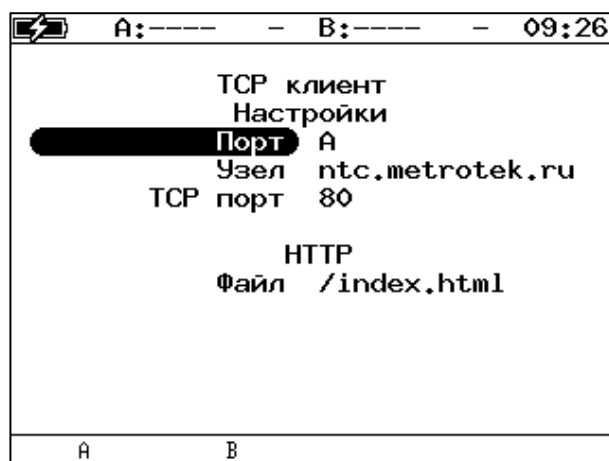 A:---- – B:---- – 09:26
TCP клиент
Настройки
Порт A
Узел ntc.metrotek.ru
TCP порт 80
HTTP
Файл /index.html
A B